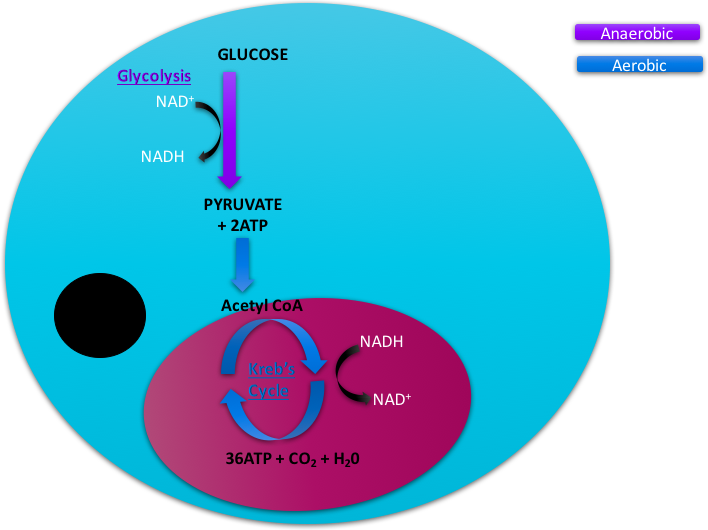 GLUCOSE
Anaerobic
Aerobic
Glycolysis
NAD⁺
NADH
PYRUVATE
+ 2ATP
Acetyl CoA
NADH
Kreb's
Cycle
NAD⁺
36ATP + CO₂ + H₂0